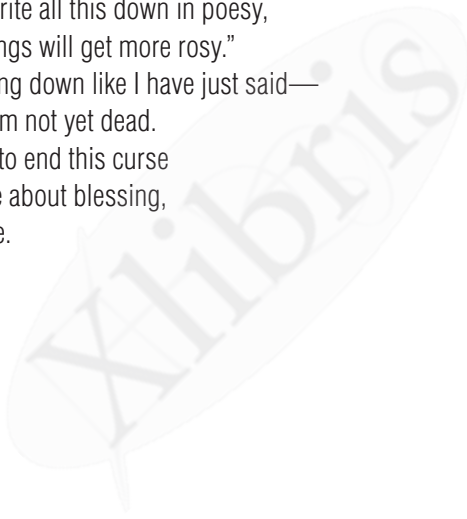 rite all this down in poesy,
ngs will get more rosy.”
ng down like I have just said—
m not yet dead.
to end this curse
e about blessing,
e.
Xlibris